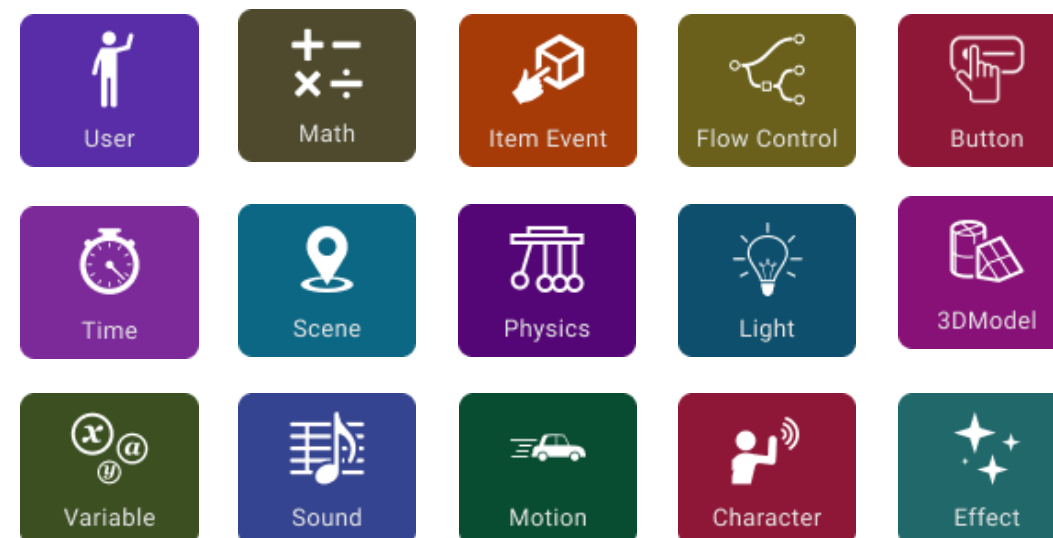 User
Math
Item Event
Flow Control
Button
Time
Scene
Physics
Light
3DModel
x a y
Variable
Sound
Motion
Character
Effect